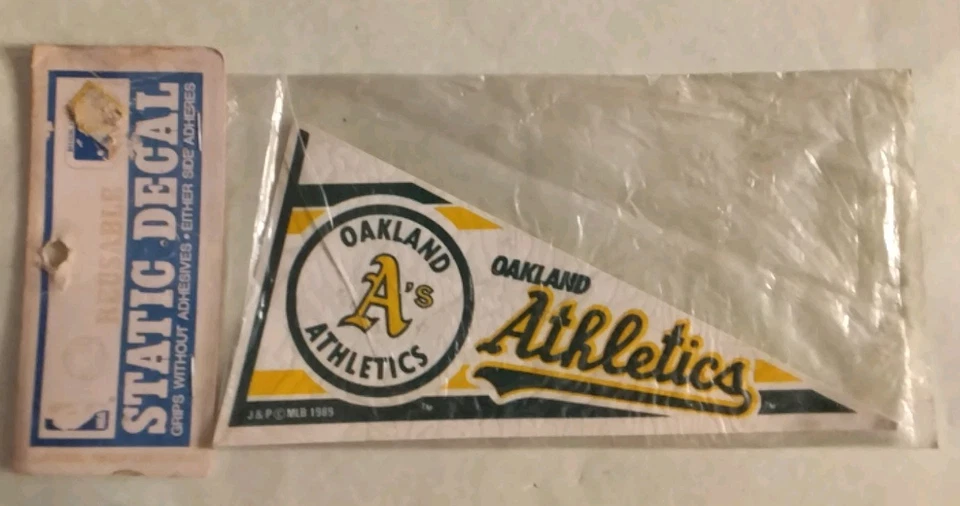 REUSABLE
STATIC DECAL
GRIPS WITHOUT ADHESIVES • EITHER SIDE ADHERES
OAKLAND
A's
ATHLETICS
OAKLAND
Athletics
J & P © MLB 1989